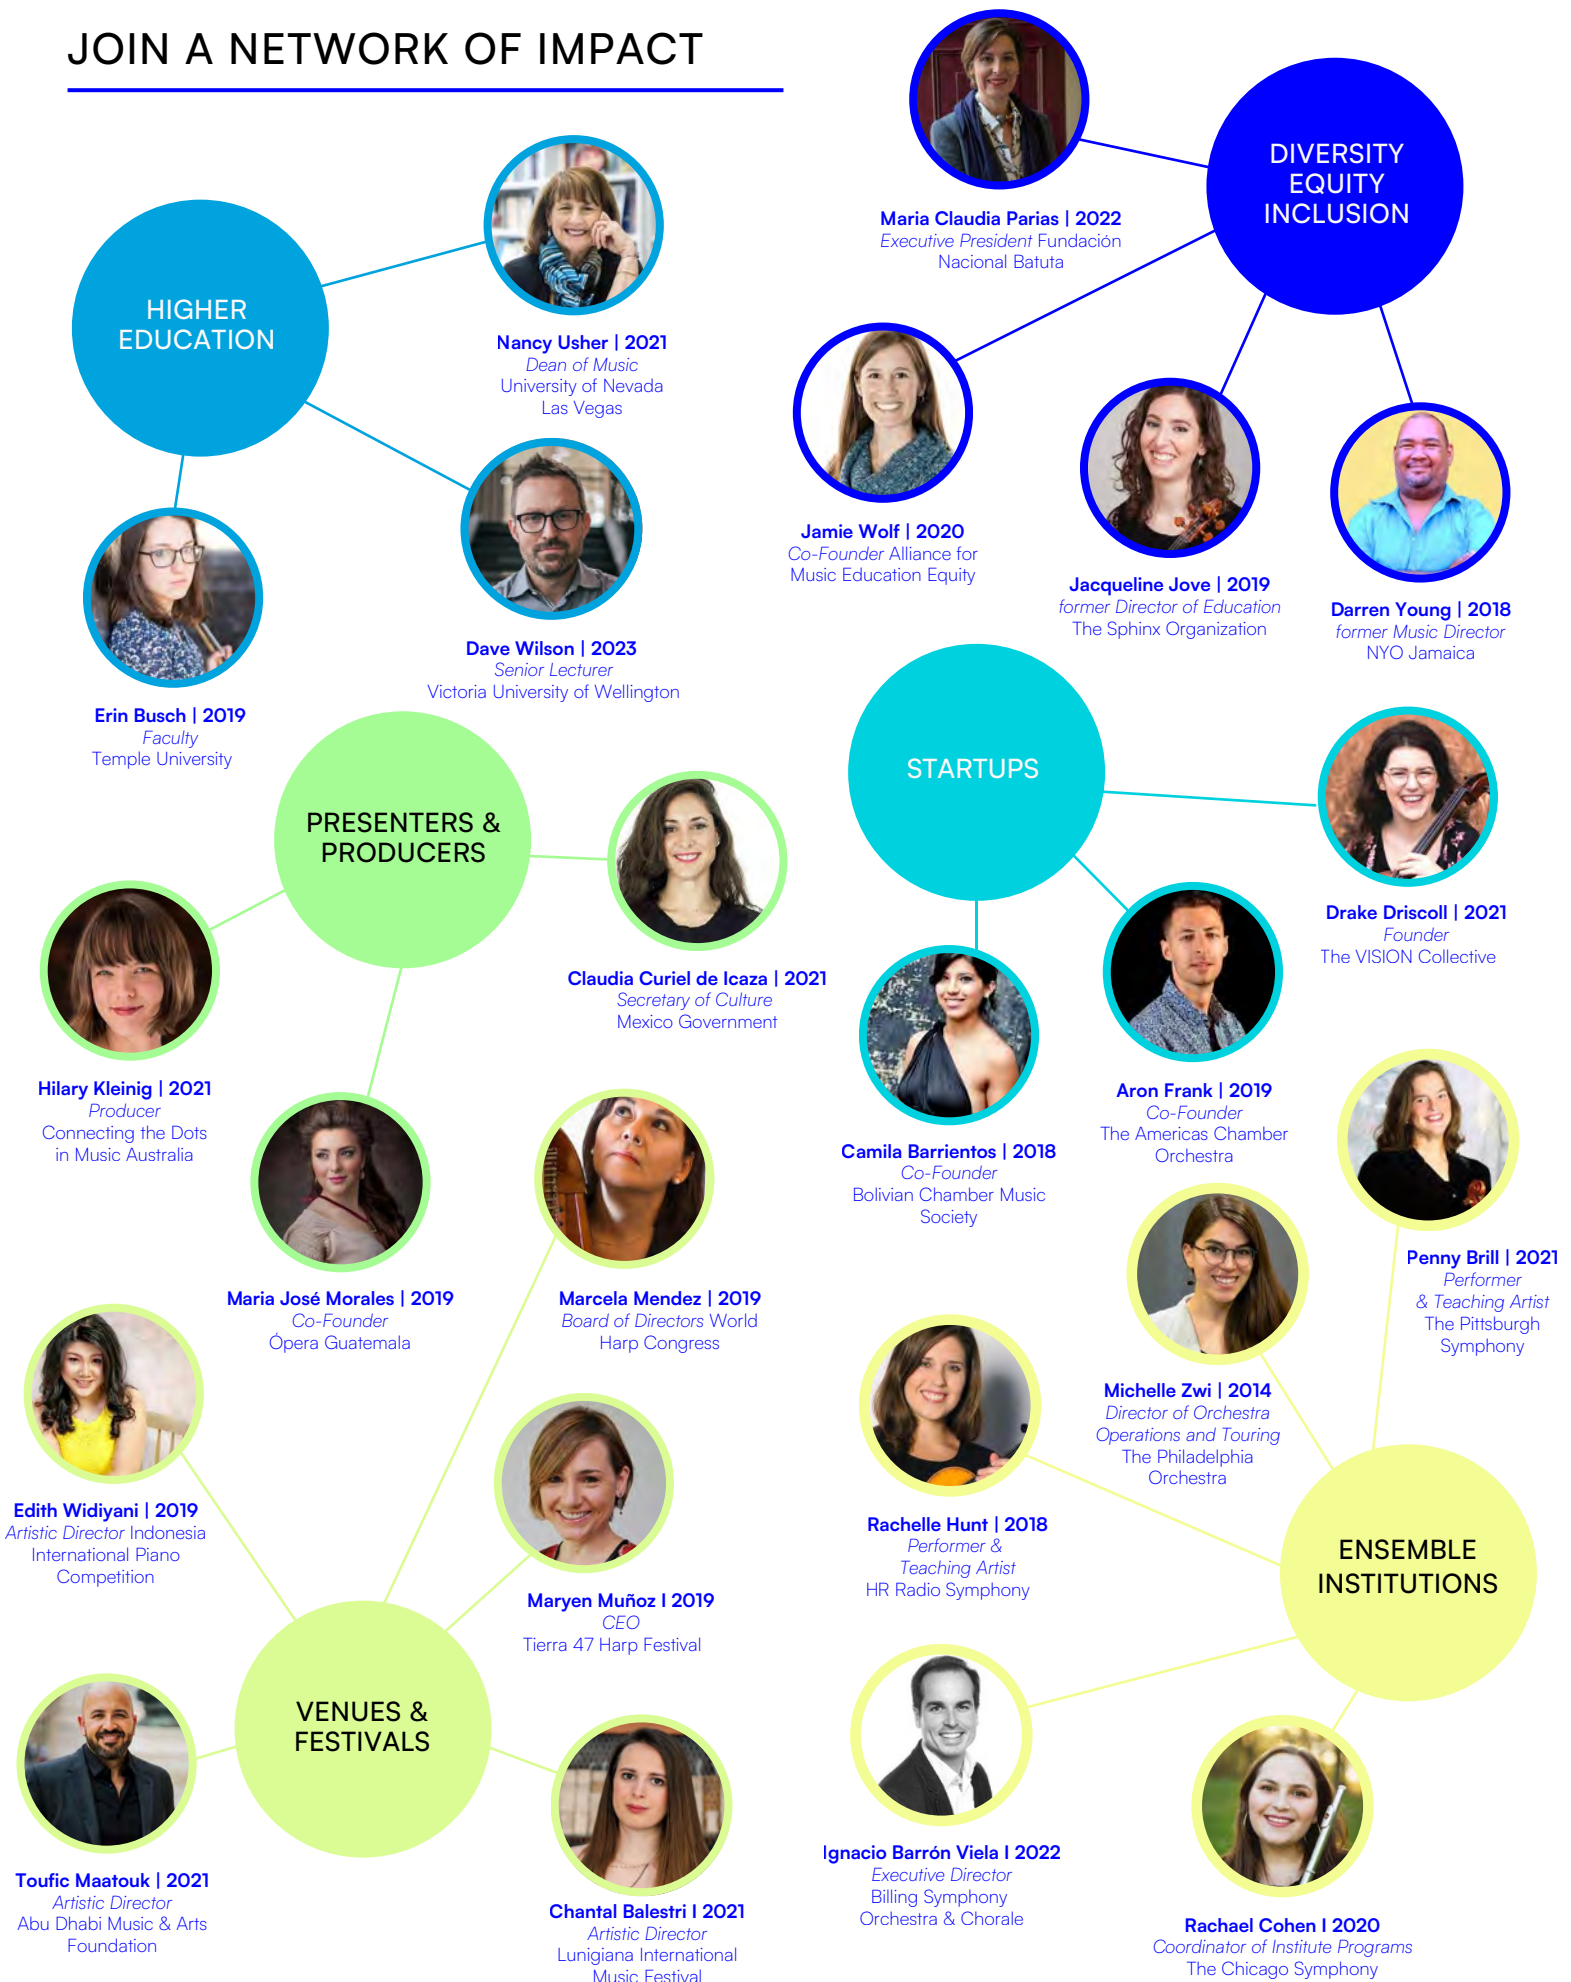 JOIN A NETWORK OF IMPACT
HIGHER
EDUCATION
Nancy Usher | 2021
Dean of Music
University of Nevada
Las Vegas
Dave Wilson | 2023
Senior Lecturer
Victoria University of Wellington
Erin Busch | 2019
Faculty
Temple University
DIVERSITY
EQUITY
INCLUSION
Maria Claudia Parias | 2022
Executive President Fundación
Nacional Batuta
Jamie Wolf | 2020
Co-Founder Alliance for
Music Education Equity
Jacqueline Jove | 2019
former Director of Education
The Sphinx Organization
Darren Young | 2018
former Music Director
NYO Jamaica
PRESENTERS &
PRODUCERS
Claudia Curiel de Icaza | 2021
Secretary of Culture
Mexico Government
Hilary Kleinig | 2021
Producer
Connecting the Dots
in Music Australia
Maria José Morales | 2019
Co-Founder
Ópera Guatemala
STARTUPS
Drake Driscoll | 2021
Founder
The VISION Collective
Aron Frank | 2019
Co-Founder
The Americas Chamber
Orchestra
Camila Barrientos | 2018
Co-Founder
Bolivian Chamber Music
Society
VENUES &
FESTIVALS
Marcela Mendez | 2019
Board of Directors World
Harp Congress
Edith Widiyani | 2019
Artistic Director Indonesia
International Piano
Competition
Maryen Muñoz I 2019
CEO
Tierra 47 Harp Festival
Toufic Maatouk | 2021
Artistic Director
Abu Dhabi Music & Arts
Foundation
Chantal Balestri I 2021
Artistic Director
Lunigiana International
Music Festival
ENSEMBLE
INSTITUTIONS
Penny Brill | 2021
Performer
& Teaching Artist
The Pittsburgh
Symphony
Michelle Zwi | 2014
Director of Orchestra
Operations and Touring
The Philadelphia
Orchestra
Rachelle Hunt | 2018
Performer &
Teaching Artist
HR Radio Symphony
Ignacio Barrón Viela I 2022
Executive Director
Billing Symphony
Orchestra & Chorale
Rachael Cohen I 2020
Coordinator of Institute Programs
The Chicago Symphony